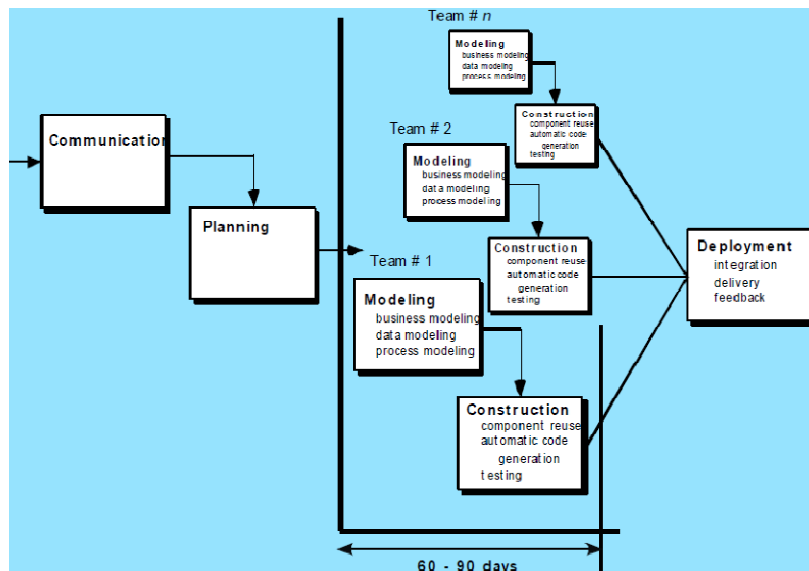 Team # n
Modeling
business modeling
data modeling
process modeling
Construction
component reuse
automatic code
generation
testing
Team # 2
Modeling
business modeling
data modeling
process modeling
Construction
component reuse
automatic code
generation
testing
Team # 1
Modeling
business modeling
data modeling
process modeling
Construction
component reuse
automatic code
generation
testing
Communication
Planning
Deployment
integration
delivery
feedback
60 - 90 days